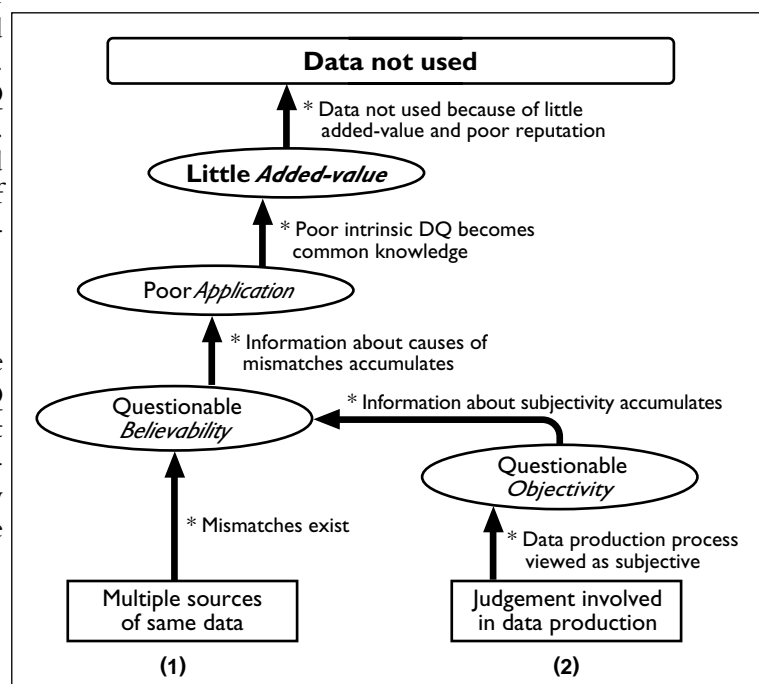 Data not used
* Data not used because of little
added-value and poor reputation
Little Added-value
* Poor intrinsic DQ becomes
common knowledge
Poor Application
* Information about causes of
mismatches accumulates
Questionable
Believability
* Information about subjectivity accumulates
Questionable
Objectivity
* Mismatches exist
* Data production process
viewed as subjective
Multiple sources
of same data
Judgement involved
in data production
(1)
(2)